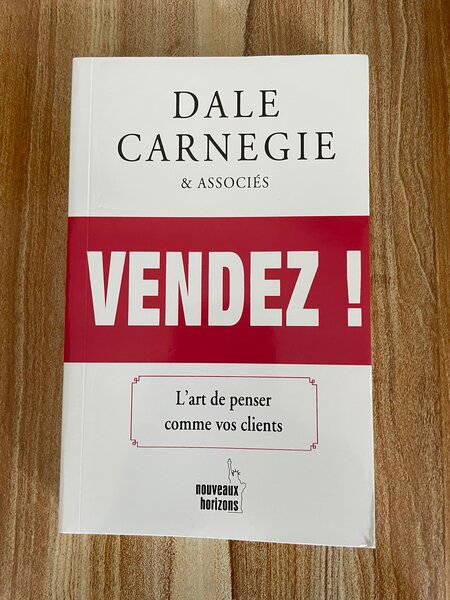 DALE
CARNEGIE
& ASSOCIÉS
VENDEZ !
L'art de penser
comme vos clients
nouveaux
horizons